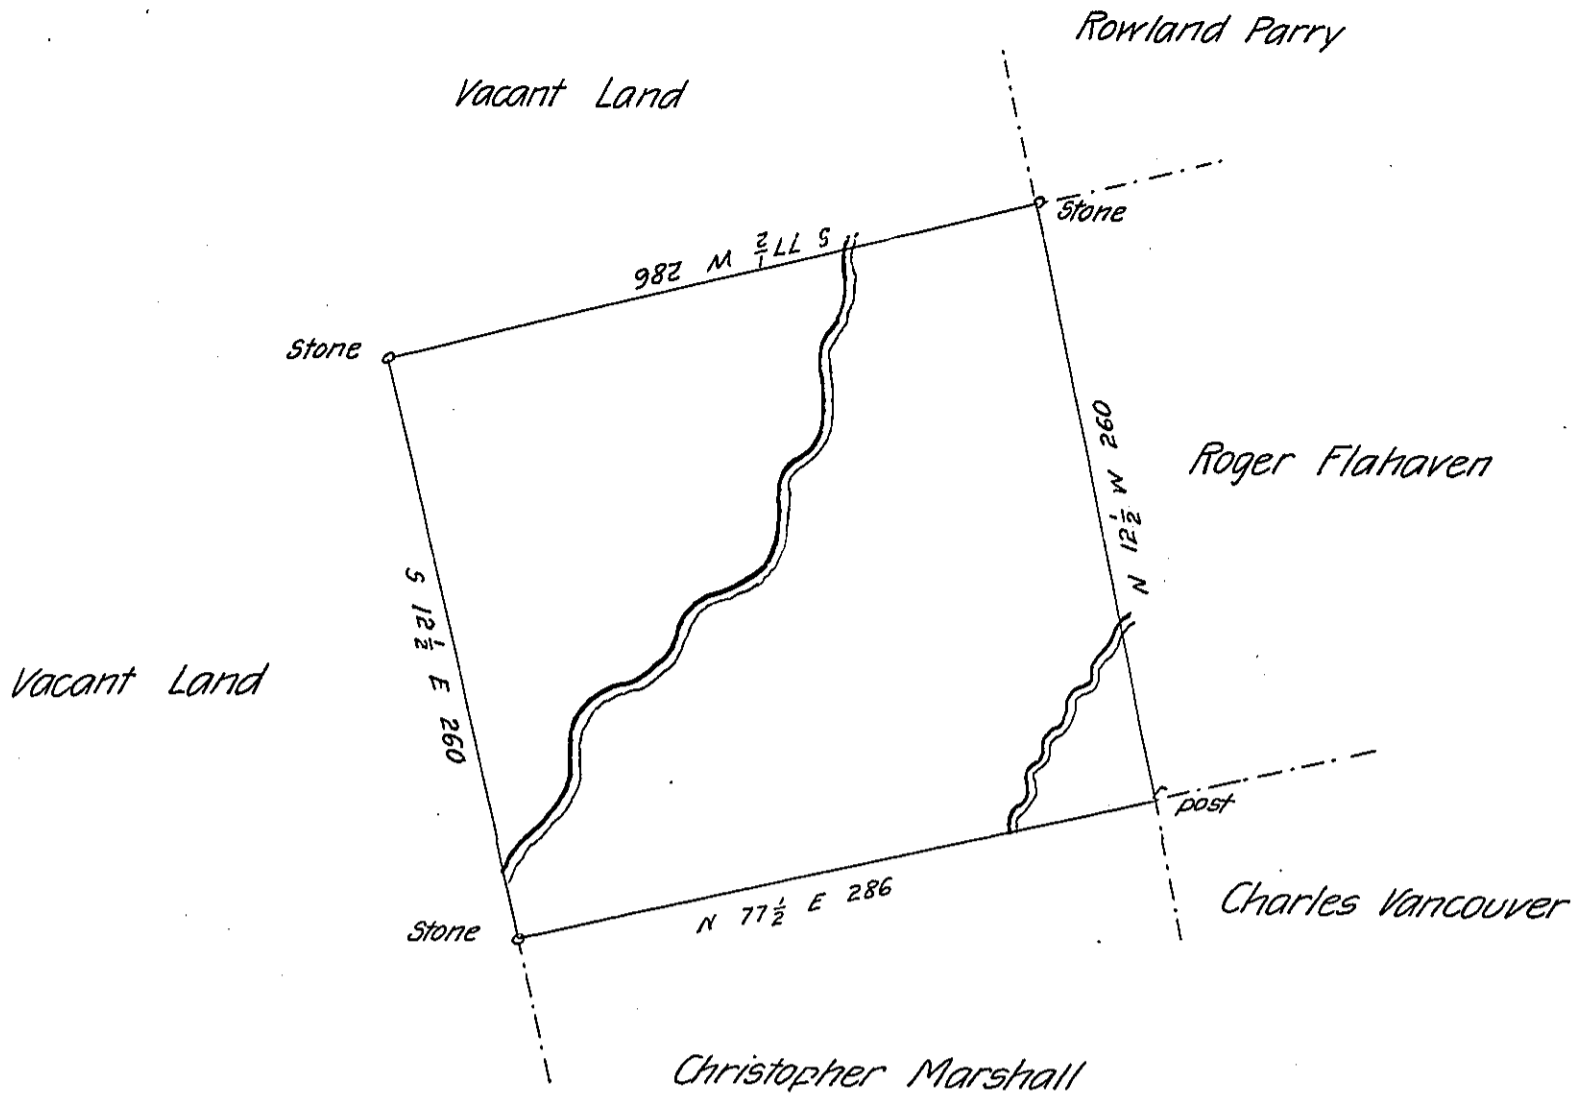 Rowland Parry
Vacant Land
Stone
S 77½ W 286
Stone
N 12½ W 260
Roger Flahaven
S 12½ E 260
Vacant Land
post
N 77½ E 286
Charles Vancouver
Stone
Christopher Marshall